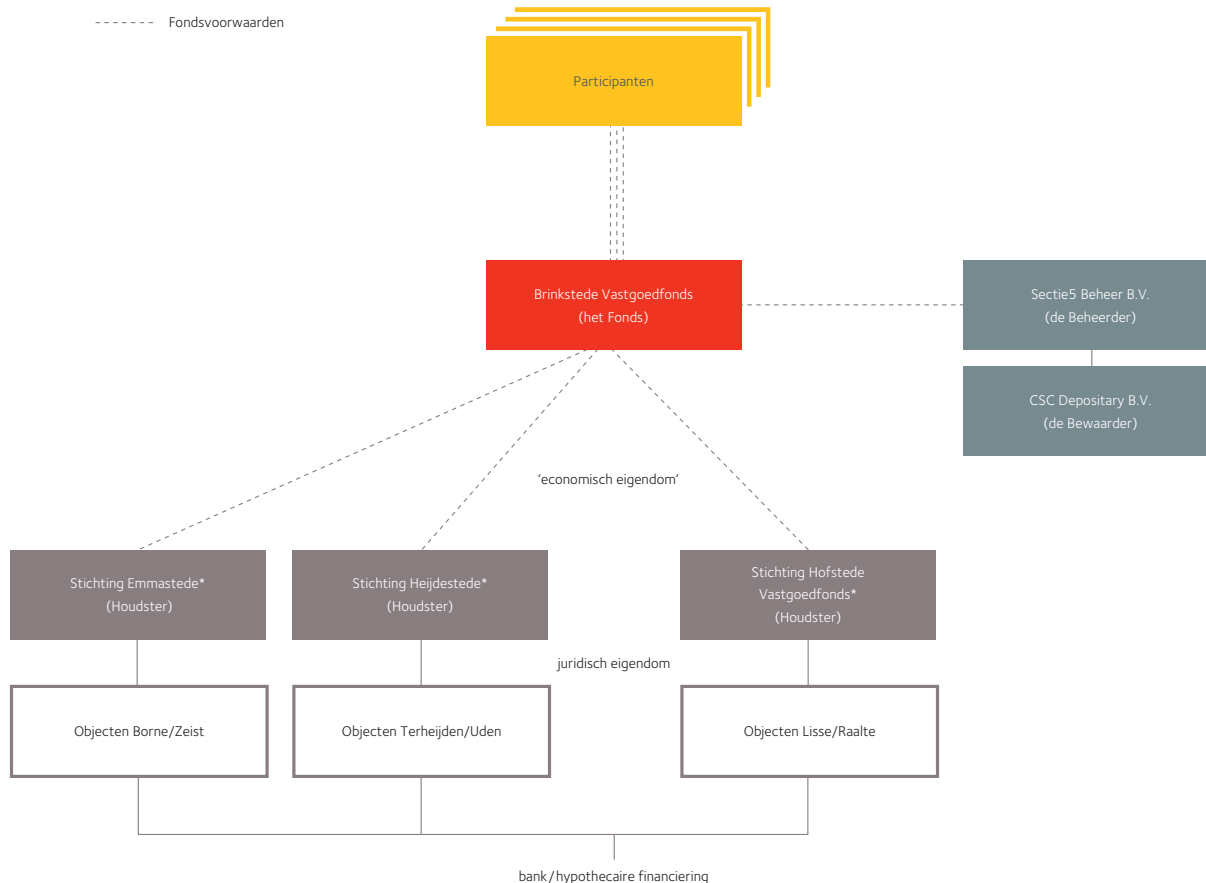 Fondsvoorwaarden
Participanten
Brinkstede Vastgoedfonds
(het Fonds)
Sectie5 Beheer B.V.
(de Beheerder)
CSC Depositary B.V.
(de Bewaarder)
‘economisch eigendom’
Stichting Emmastede*
(Houdster)
Stichting Heijdestede*
(Houdster)
Stichting Hofstede
Vastgoedfonds*
(Houdster)
juridisch eigendom
Objecten Borne/Zeist
Objecten Terheijden/Uden
Objecten Lisse/Raalte
bank/hypothecaire financiering